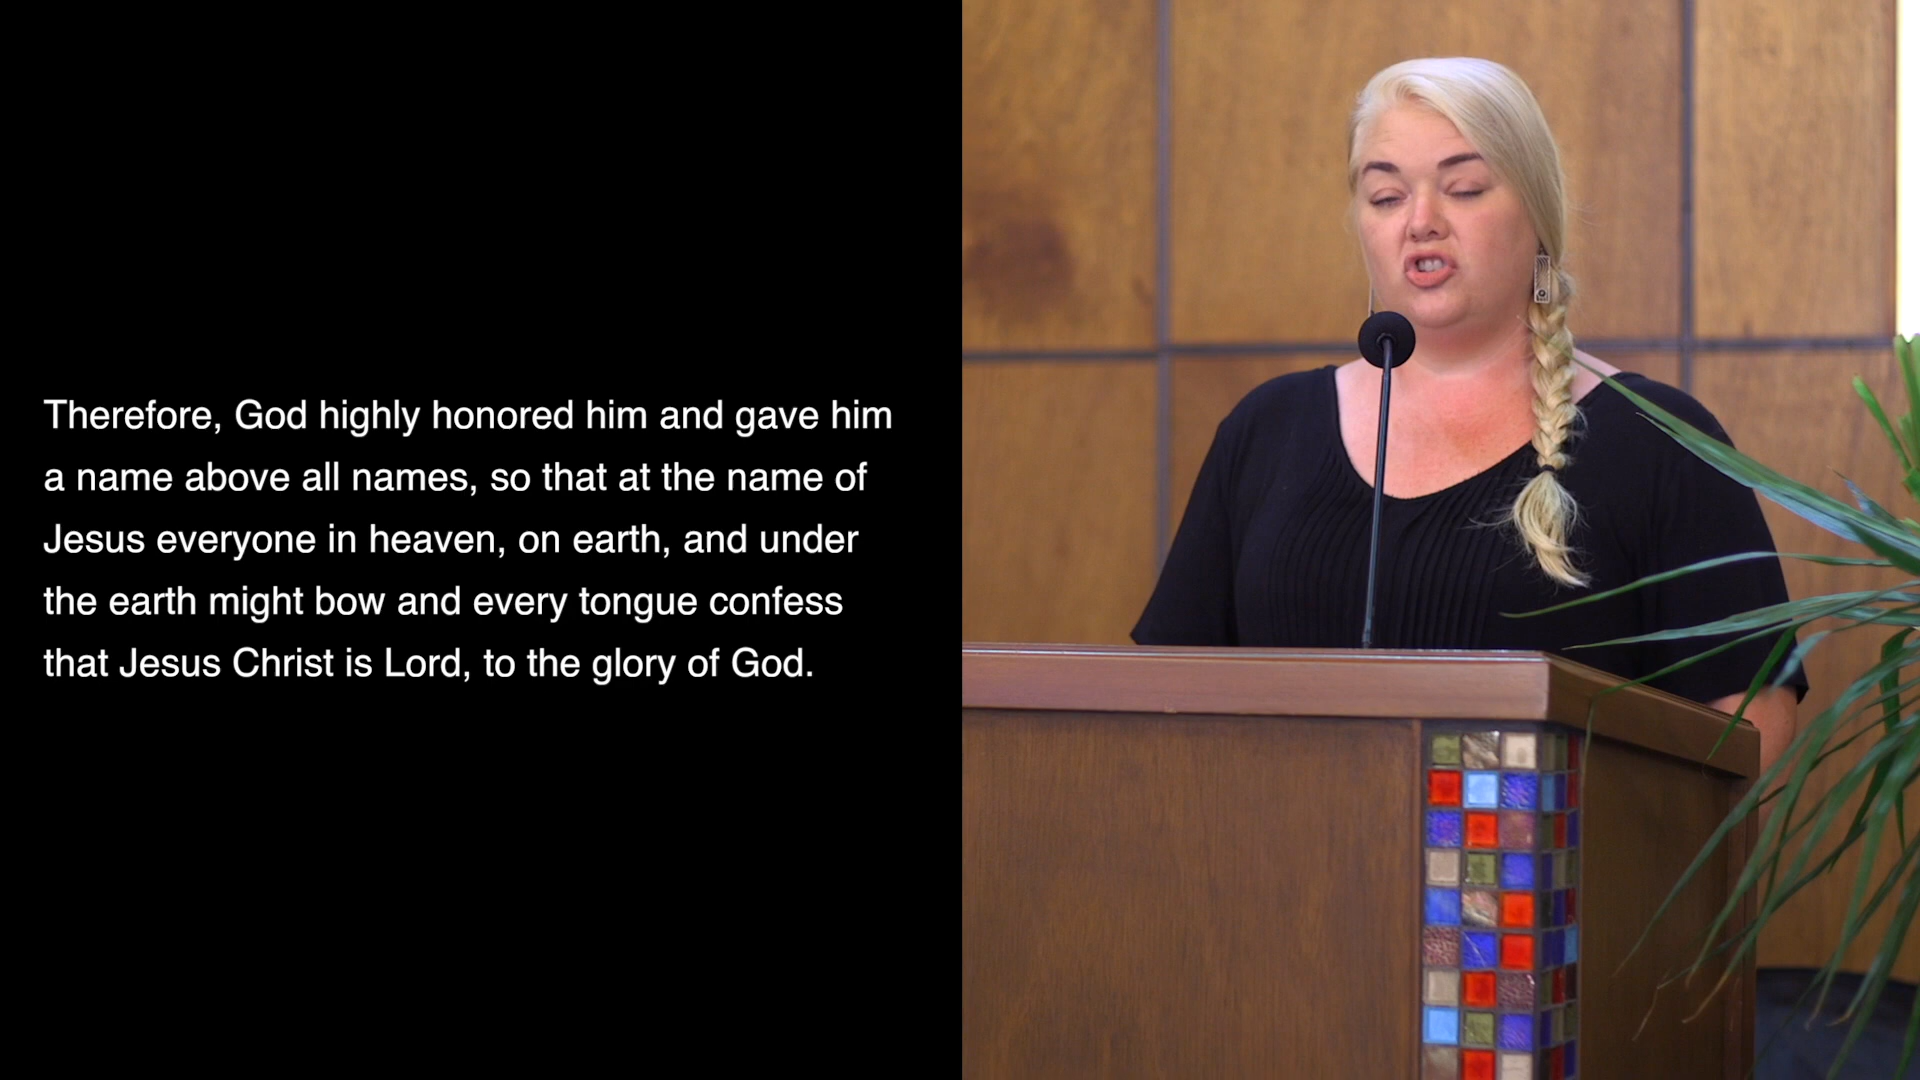 Therefore, God highly honored him and gave him
a name above all names, so that at the name of
Jesus everyone in heaven, on earth, and under
the earth might bow and every tongue confess
that Jesus Christ is Lord, to the glory of God.